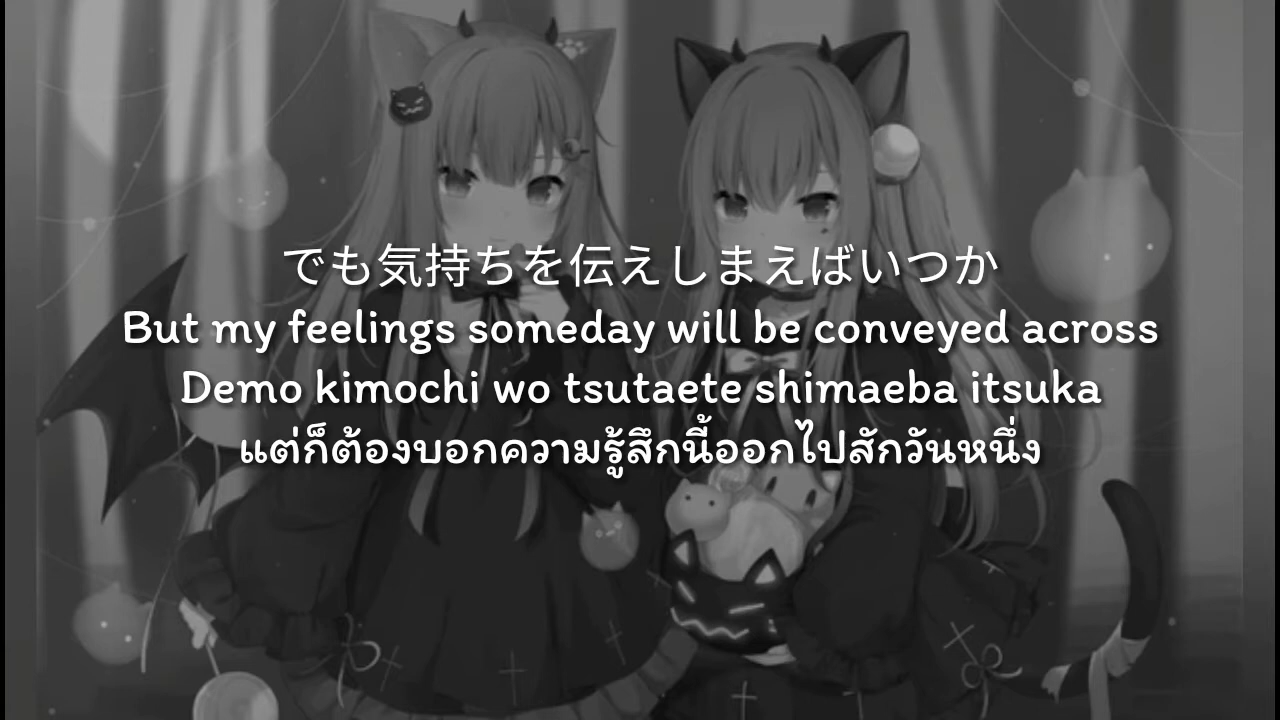 でも気持ちを伝えしまえばいつか
But my feelings someday will be conveyed across
Demo kimochi wo tsutaete shimaeba itsuka
แต่ก็ต้องบอกความรู้สึกนี้ออกไปสักวันหนึ่ง